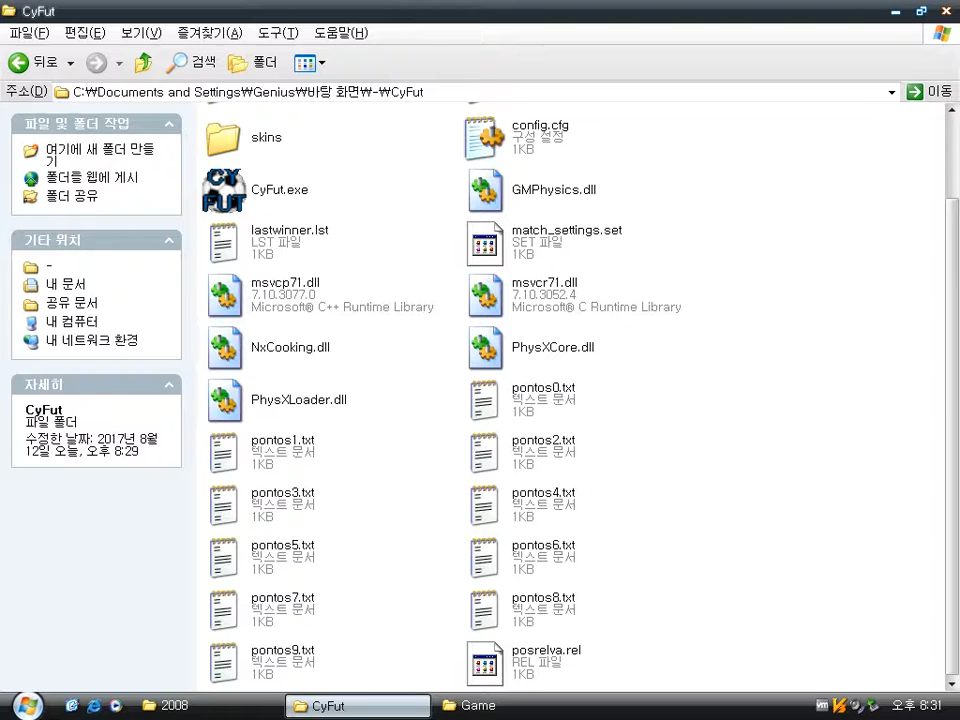 CyFut
파일(F) 편집(E) 보기(V) 즐겨찾기(A) 도구(T) 도움말(H)
뒤로 검색 폴더
주소(D) C:\Documents and Settings\Genius\바탕 화면\-\CyFut 이동
파일 및 폴더 작업
여기에 새 폴더 만들
기
폴더를 웹에 게시
폴더 공유
기타 위치
-
내 문서
공유 문서
내 컴퓨터
내 네트워크 환경
자세히
CyFut
파일 폴더
수정한 날짜: 2017년 8월
12일 오늘, 오후 8:29
skins
config.cfg
구성 설정
1KB
CY
FUT
CyFut.exe
GMPhysics.dll
lastwinner.lst
LST 파일
1KB
match_settings.set
SET 파일
1KB
msvcp71.dll
7.10.3077.0
Microsoft® C++ Runtime Library
msvcr71.dll
7.10.3052.4
Microsoft® C Runtime Library
NxCooking.dll
PhysXCore.dll
PhysXLoader.dll
pontos0.txt
텍스트 문서
1KB
pontos1.txt
텍스트 문서
1KB
pontos2.txt
텍스트 문서
1KB
pontos3.txt
텍스트 문서
1KB
pontos4.txt
텍스트 문서
1KB
pontos5.txt
텍스트 문서
1KB
pontos6.txt
텍스트 문서
1KB
pontos7.txt
텍스트 문서
1KB
pontos8.txt
텍스트 문서
1KB
pontos9.txt
텍스트 문서
1KB
posrelva.rel
REL 파일
1KB
2008 CyFut Game vm 오후 8:31